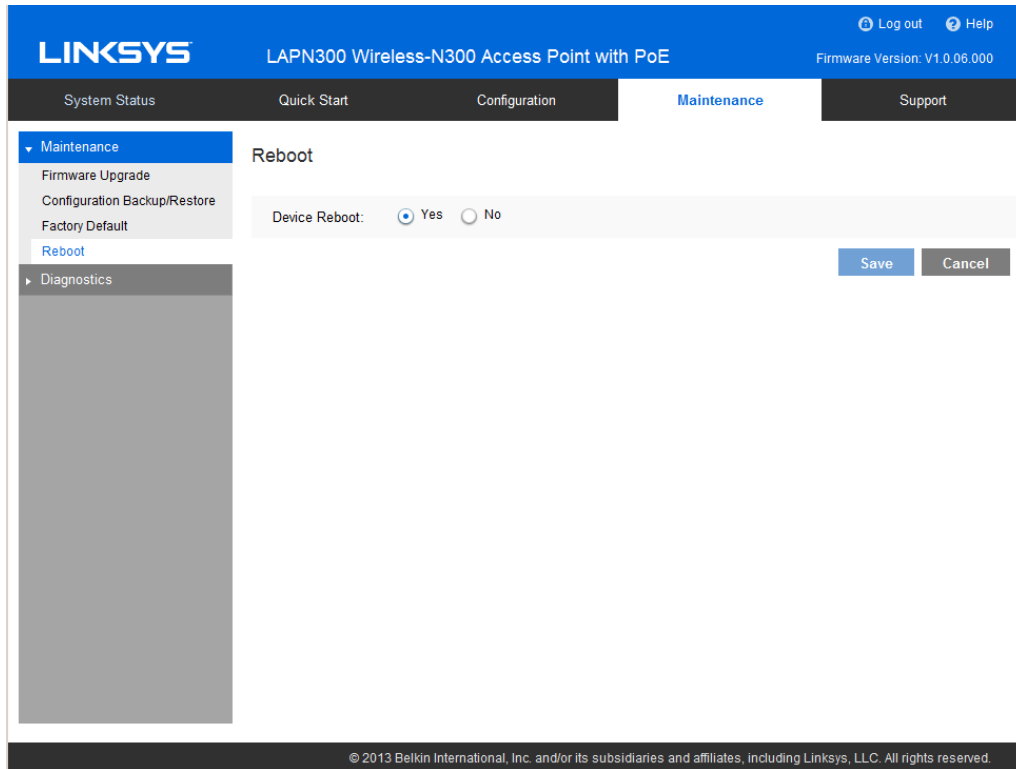 Log out Help
LINKSYS LAPN300 Wireless-N300 Access Point with PoE Firmware Version: V1.0.06.000
System Status Quick Start Configuration Maintenance Support
Maintenance
Firmware Upgrade
Configuration Backup/Restore
Factory Default
Reboot
Diagnostics
Reboot
Device Reboot: Yes No
Save Cancel
© 2013 Belkin International, Inc. and/or its subsidiaries and affiliates, including Linksys, LLC. All rights reserved.